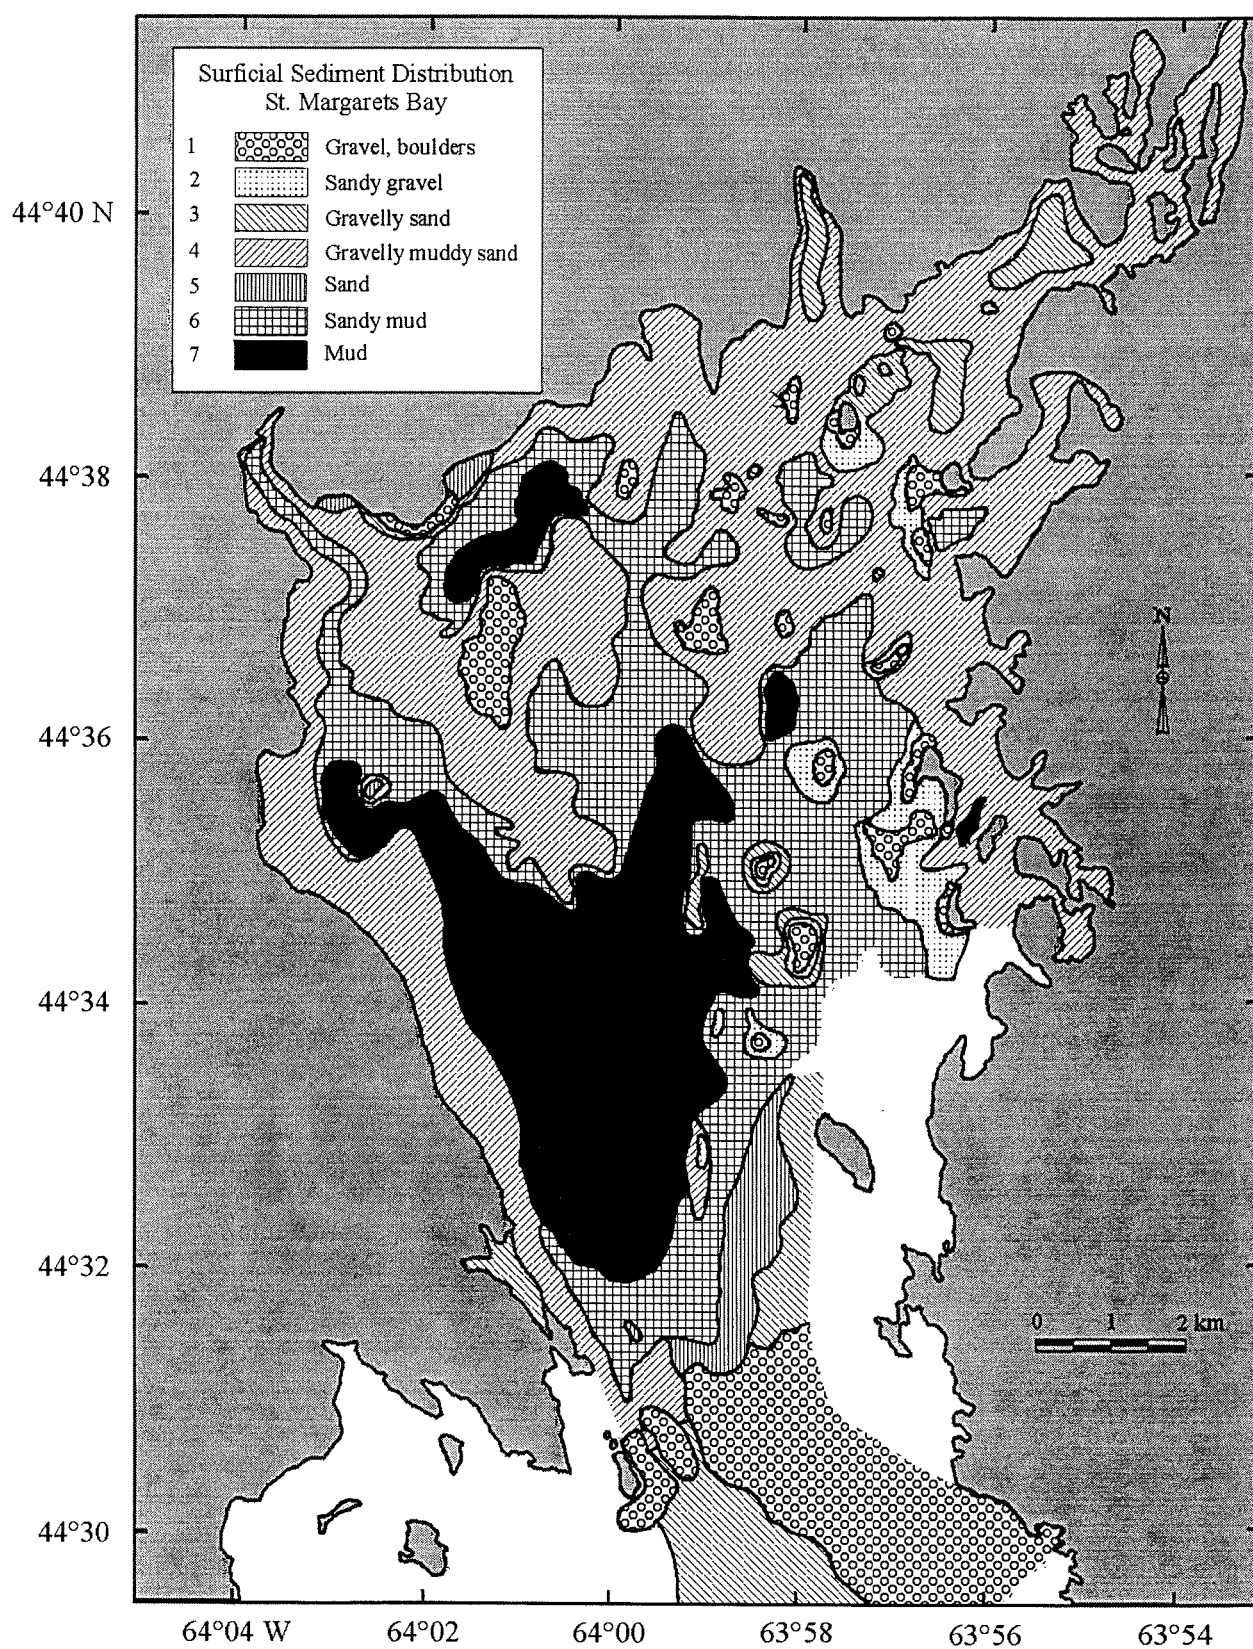 Surficial Sediment Distribution
St. Margarets Bay
1 Gravel, boulders
2 Sandy gravel
3 Gravelly sand
4 Gravelly muddy sand
5 Sand
6 Sandy mud
7 Mud
44°40 N
44°38
44°36
44°34
44°32
44°30
N
0 1 2 km
64°04 W 64°02 64°00 63°58 63°56 63°54